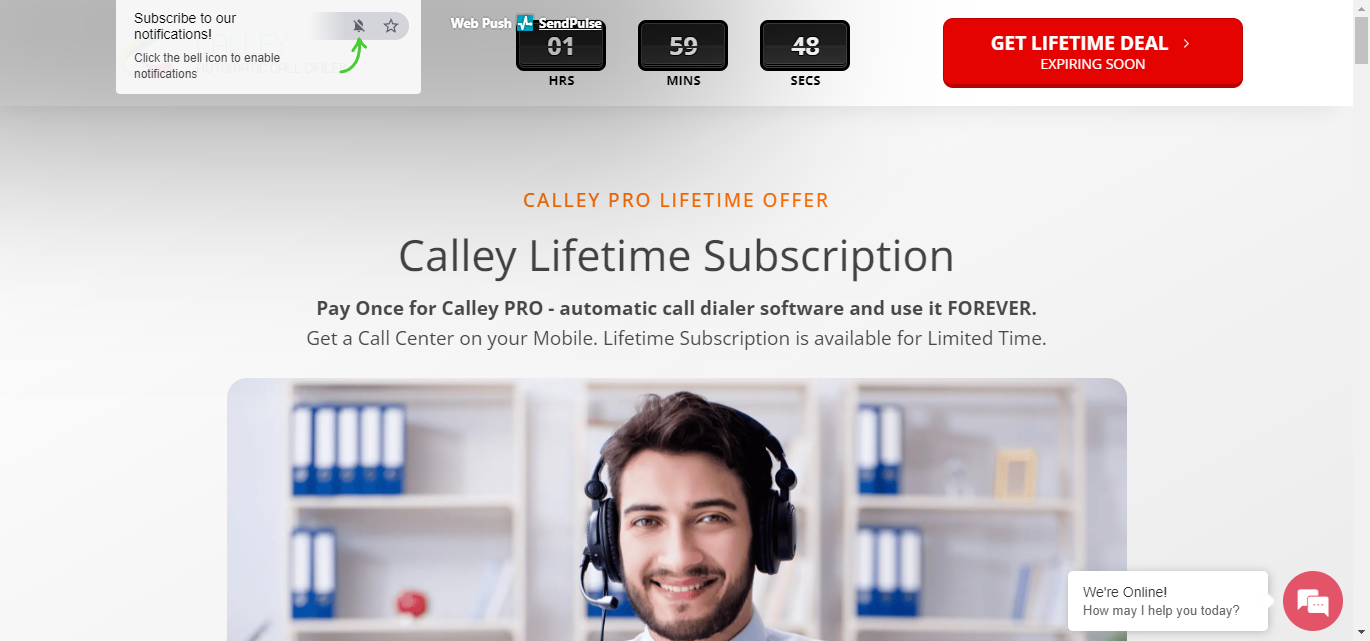 Subscribe to our
notifications!
Click the bell icon to enable
notifications
Web Push SendPulse
01
59
48
HRS
MINS
SECS
GET LIFETIME DEAL
EXPIRING SOON
CALLEY PRO LIFETIME OFFER
Calley Lifetime Subscription
Pay Once for Calley PRO - automatic call dialer software and use it FOREVER.
Get a Call Center on your Mobile. Lifetime Subscription is available for Limited Time.
We're Online!
How may I help you today?